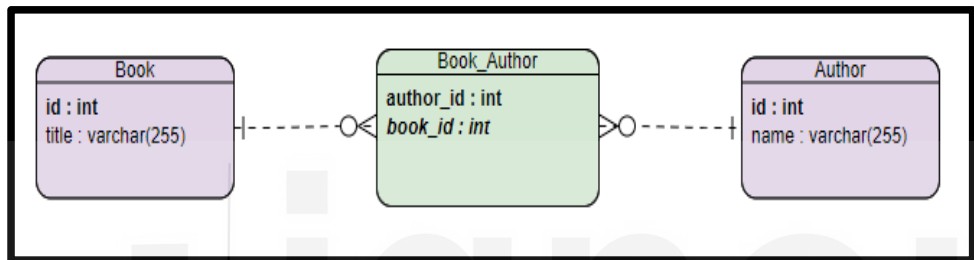 Book
id : int
title : varchar(255)
Book_Author
author_id : int
book_id : int
Author
id : int
name : varchar(255)